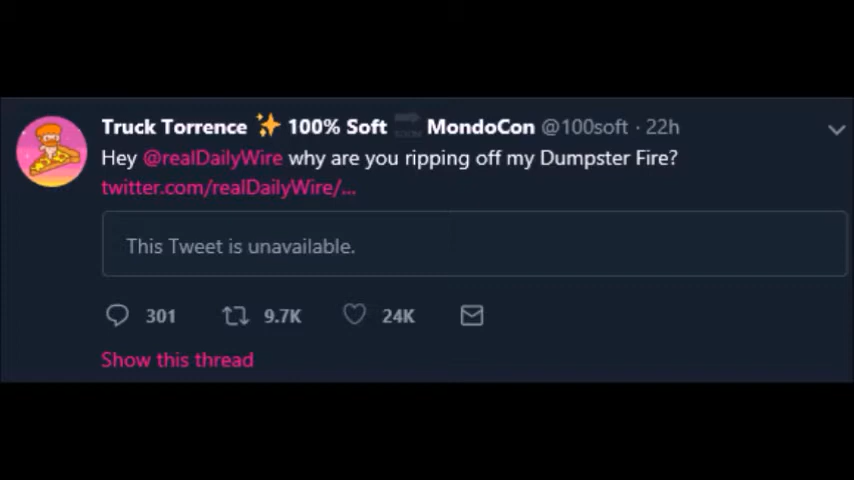 Truck Torrence ✨ 100% Soft 🔜 MondoCon @100soft · 22h
Hey @realDailyWire why are you ripping off my Dumpster Fire?
twitter.com/realDailyWire/...
This Tweet is unavailable.
301 9.7K 24K
Show this thread